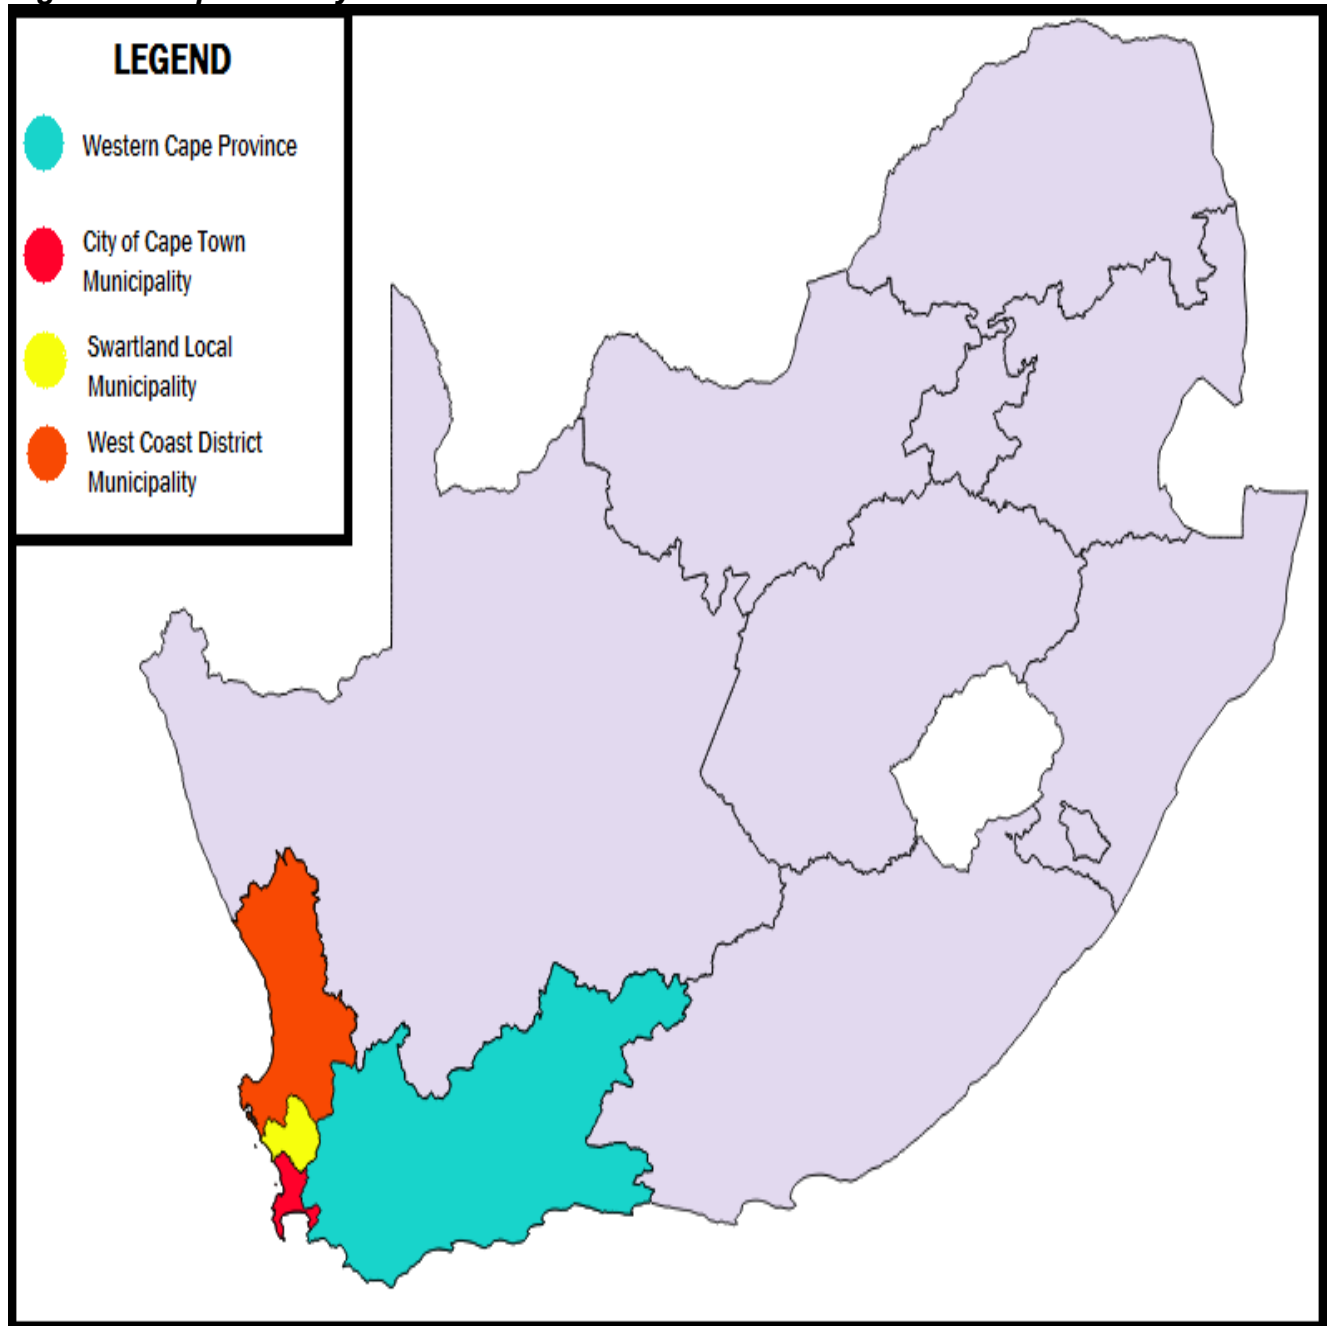 LEGEND
Western Cape Province
City of Cape Town
Municipality
Swartland Local
Municipality
West Coast District
Municipality